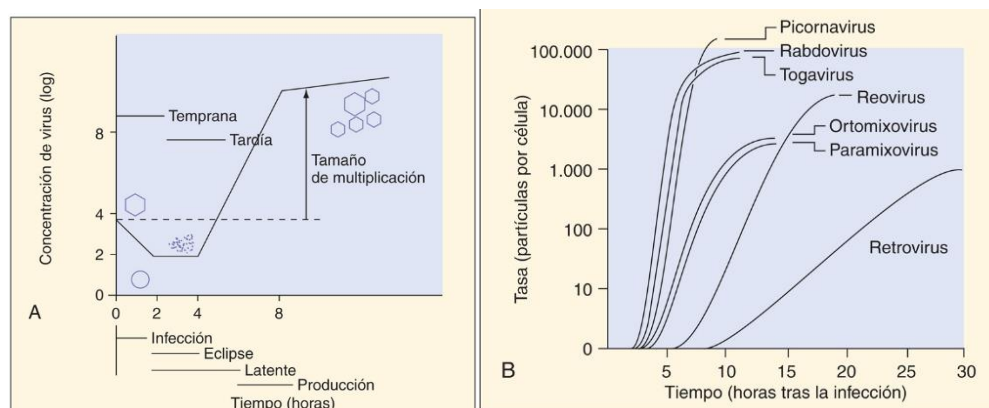 Concentración de virus (log)
8
4
2
0
Temprana
Tardía
Tamaño
de multiplicación
A
0 2 4 8
Infección
Eclipse
Latente
Producción
Tiempo (horas)
Tasa (partículas por célula)
100.000
10.000
1.000
100
10
0
Picornavirus
Rabdovirus
Togavirus
Reovirus
Ortomixovirus
Paramixovirus
Retrovirus
B
5 10 15 20 25 30
Tiempo (horas tras la infección)